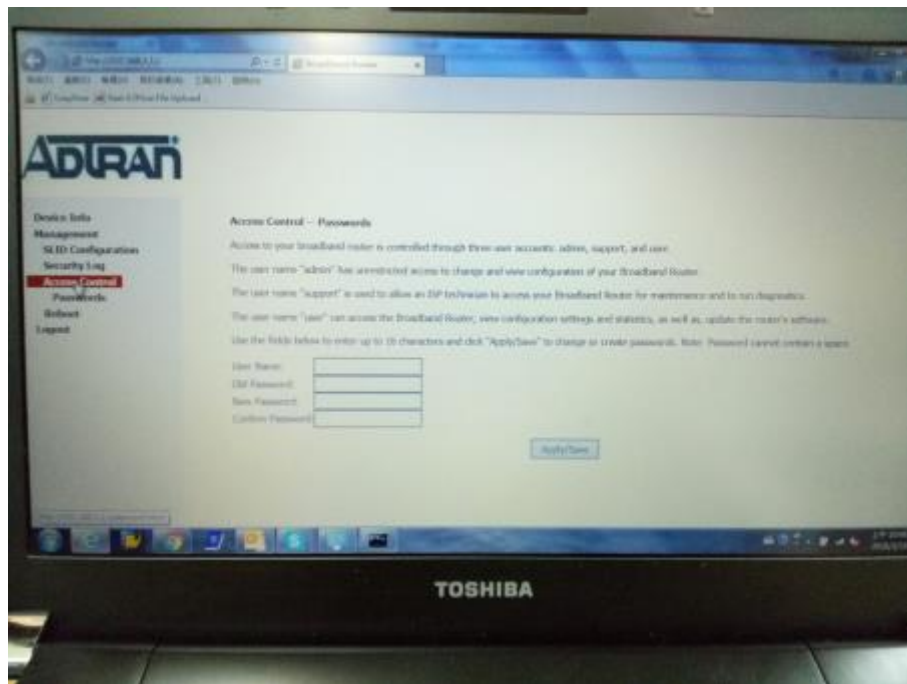 Broadband Router
ADTRAN
Device Info
Management
SLID Configuration
Security Log
Access Control
Passwords
Reboot
Logout
Access Control -- Passwords
Access to your broadband router is controlled through three user accounts: admin, support, and user.
The user name "admin" has unrestricted access to change and view configuration of your Broadband Router.
The user name "support" is used to allow an ISP technician to access your Broadband Router for maintenance and to run diagnostics.
The user name "user" can access the Broadband Router, view configuration settings and statistics, as well as, update the router's software.
Use the fields below to enter up to 16 characters and click "Apply/Save" to change or create passwords. Note: Password cannot contain a space.
User Name:
Old Password:
New Password:
Confirm Password:
Apply/Save
TOSHIBA